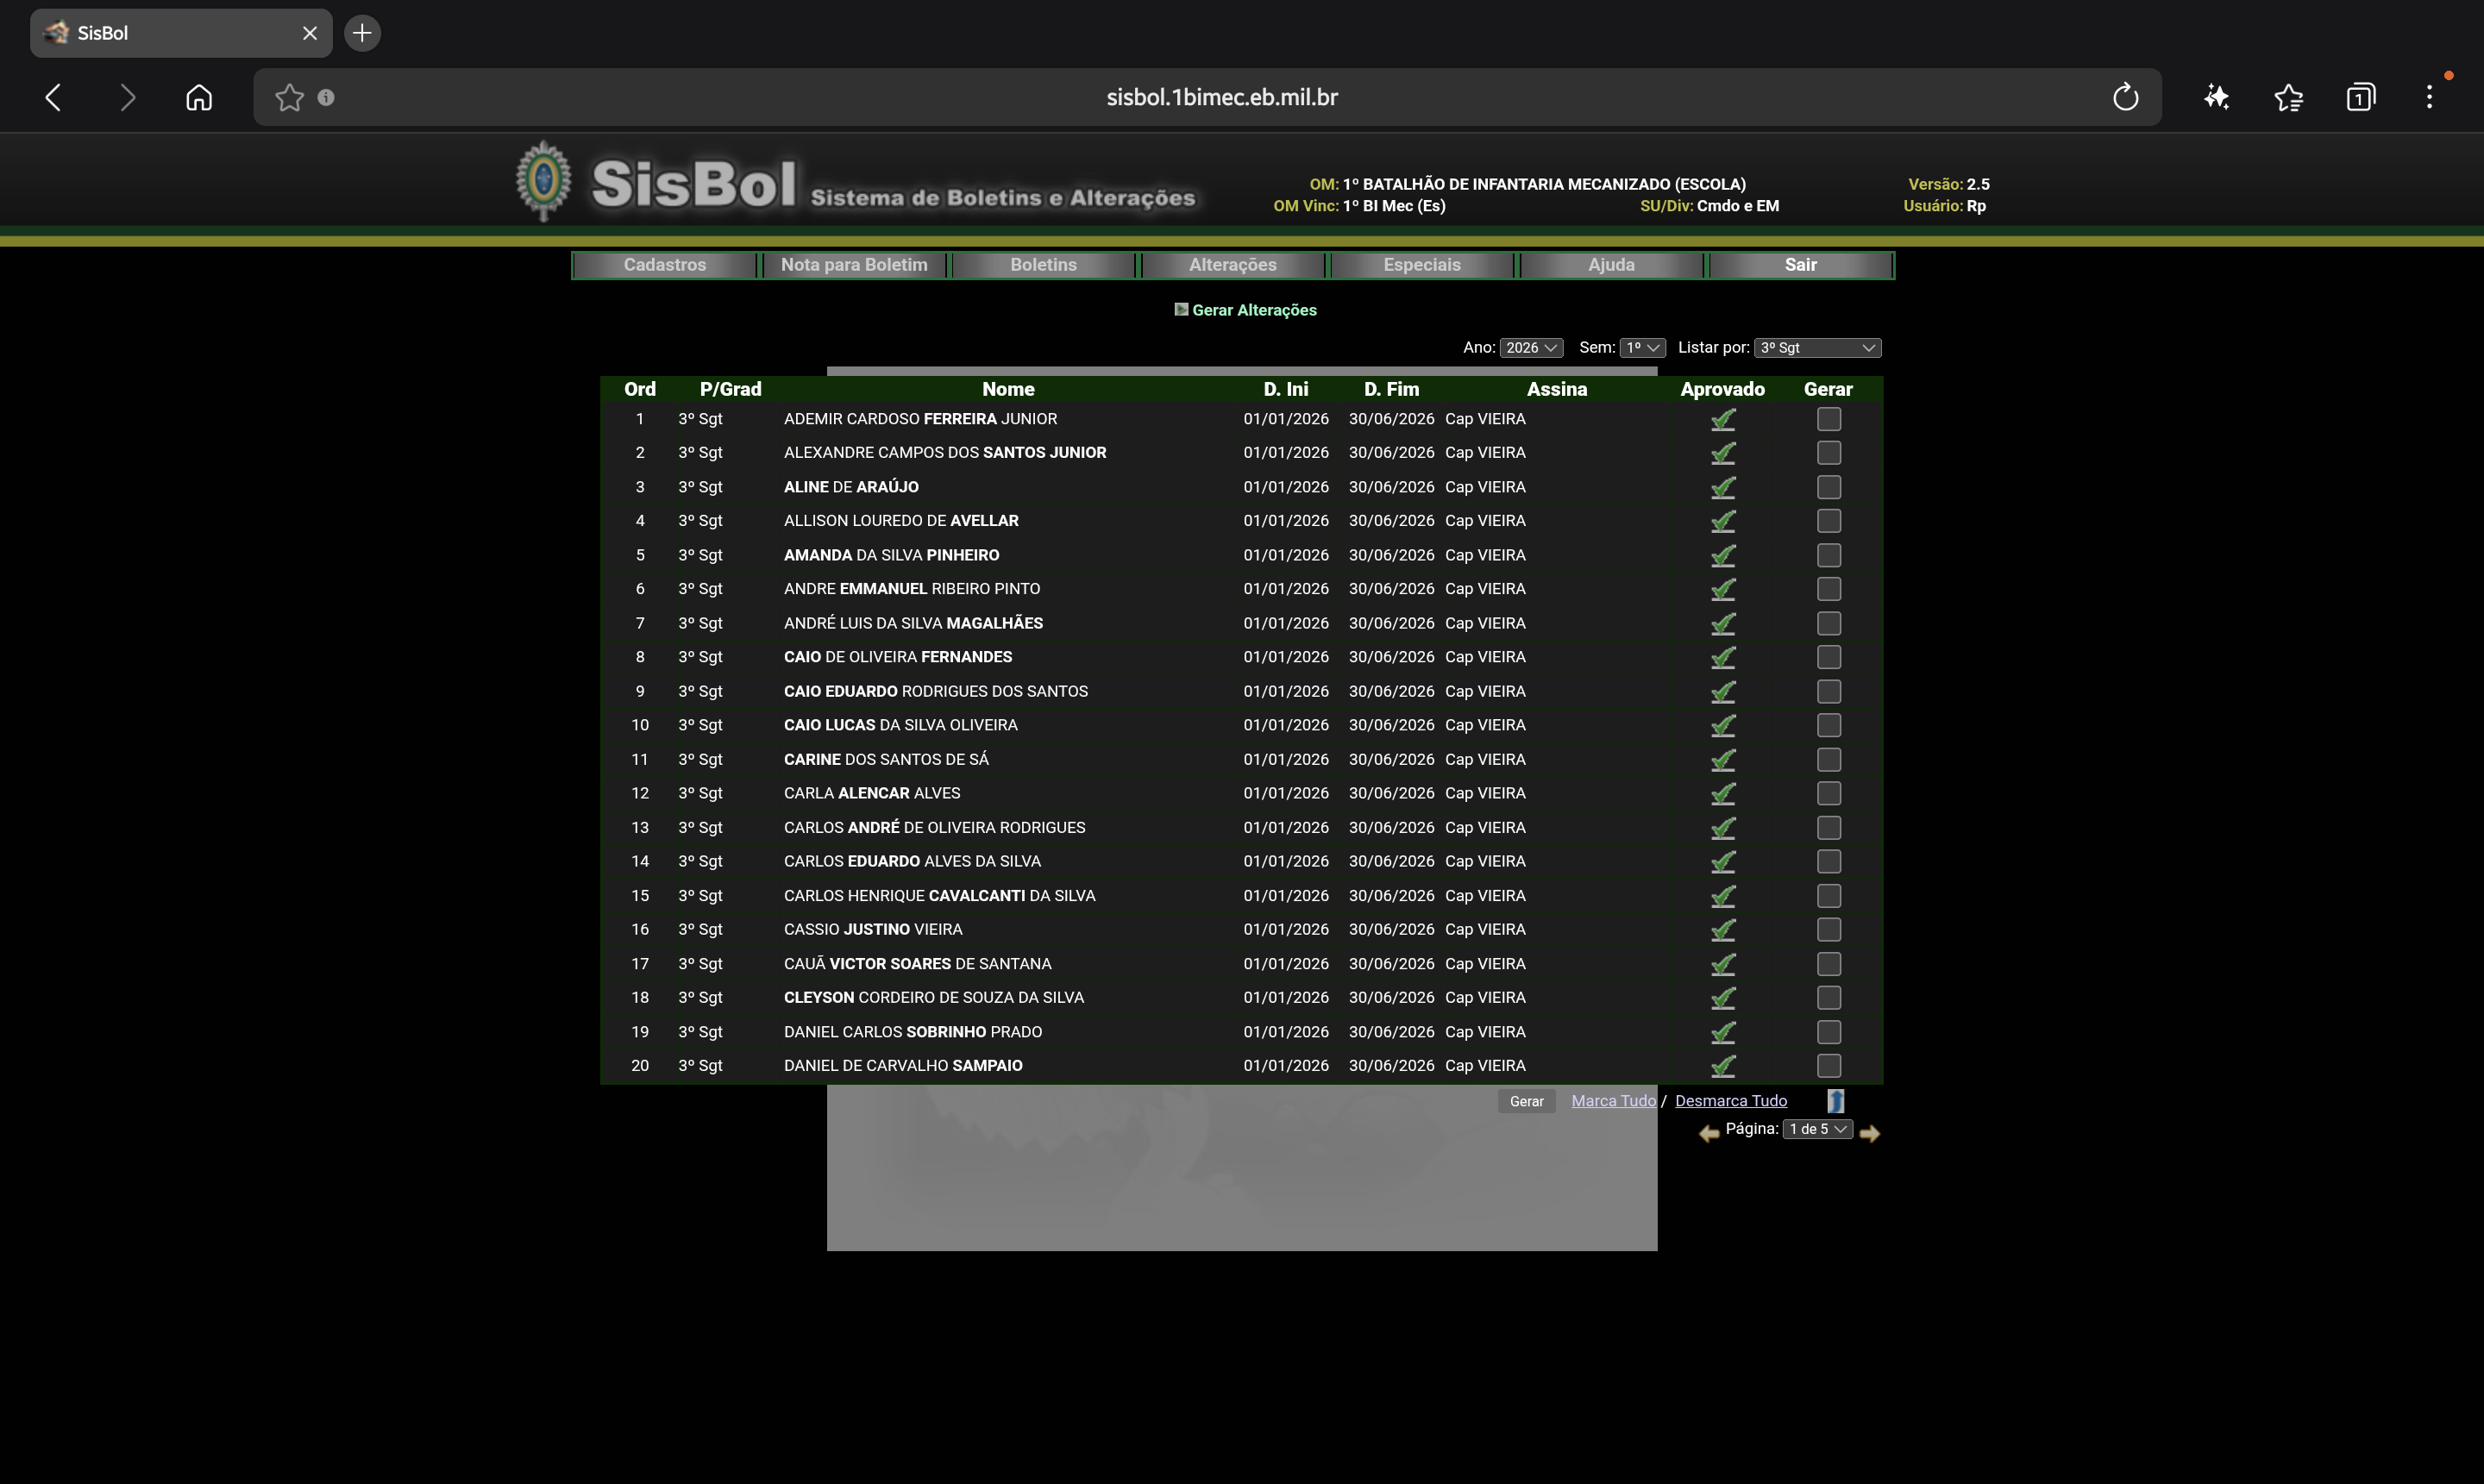 SisBol
sisbol.1bimec.eb.mil.br
1
SisBol Sistema de Boletins e Alterações
OM: 1º BATALHÃO DE INFANTARIA MECANIZADO (ESCOLA) Versão: 2.5
OM Vinc: 1º BI Mec (Es) SU/Div: Cmdo e EM Usuário: Rp
Cadastros Nota para Boletim Boletins Alterações Especiais Ajuda Sair
Gerar Alterações
Ano: 2026 Sem: 1º Listar por: 3º Sgt
Ord P/Grad Nome D. Ini D. Fim Assina Aprovado Gerar
1 3º Sgt ADEMIR CARDOSO FERREIRA JUNIOR 01/01/2026 30/06/2026 Cap VIEIRA
2 3º Sgt ALEXANDRE CAMPOS DOS SANTOS JUNIOR 01/01/2026 30/06/2026 Cap VIEIRA
3 3º Sgt ALINE DE ARAÚJO 01/01/2026 30/06/2026 Cap VIEIRA
4 3º Sgt ALLISON LOUREDO DE AVELLAR 01/01/2026 30/06/2026 Cap VIEIRA
5 3º Sgt AMANDA DA SILVA PINHEIRO 01/01/2026 30/06/2026 Cap VIEIRA
6 3º Sgt ANDRE EMMANUEL RIBEIRO PINTO 01/01/2026 30/06/2026 Cap VIEIRA
7 3º Sgt ANDRÉ LUIS DA SILVA MAGALHÃES 01/01/2026 30/06/2026 Cap VIEIRA
8 3º Sgt CAIO DE OLIVEIRA FERNANDES 01/01/2026 30/06/2026 Cap VIEIRA
9 3º Sgt CAIO EDUARDO RODRIGUES DOS SANTOS 01/01/2026 30/06/2026 Cap VIEIRA
10 3º Sgt CAIO LUCAS DA SILVA OLIVEIRA 01/01/2026 30/06/2026 Cap VIEIRA
11 3º Sgt CARINE DOS SANTOS DE SÁ 01/01/2026 30/06/2026 Cap VIEIRA
12 3º Sgt CARLA ALENCAR ALVES 01/01/2026 30/06/2026 Cap VIEIRA
13 3º Sgt CARLOS ANDRÉ DE OLIVEIRA RODRIGUES 01/01/2026 30/06/2026 Cap VIEIRA
14 3º Sgt CARLOS EDUARDO ALVES DA SILVA 01/01/2026 30/06/2026 Cap VIEIRA
15 3º Sgt CARLOS HENRIQUE CAVALCANTI DA SILVA 01/01/2026 30/06/2026 Cap VIEIRA
16 3º Sgt CASSIO JUSTINO VIEIRA 01/01/2026 30/06/2026 Cap VIEIRA
17 3º Sgt CAUÃ VICTOR SOARES DE SANTANA 01/01/2026 30/06/2026 Cap VIEIRA
18 3º Sgt CLEYSON CORDEIRO DE SOUZA DA SILVA 01/01/2026 30/06/2026 Cap VIEIRA
19 3º Sgt DANIEL CARLOS SOBRINHO PRADO 01/01/2026 30/06/2026 Cap VIEIRA
20 3º Sgt DANIEL DE CARVALHO SAMPAIO 01/01/2026 30/06/2026 Cap VIEIRA
Gerar Marca Tudo / Desmarca Tudo
Página: 1 de 5